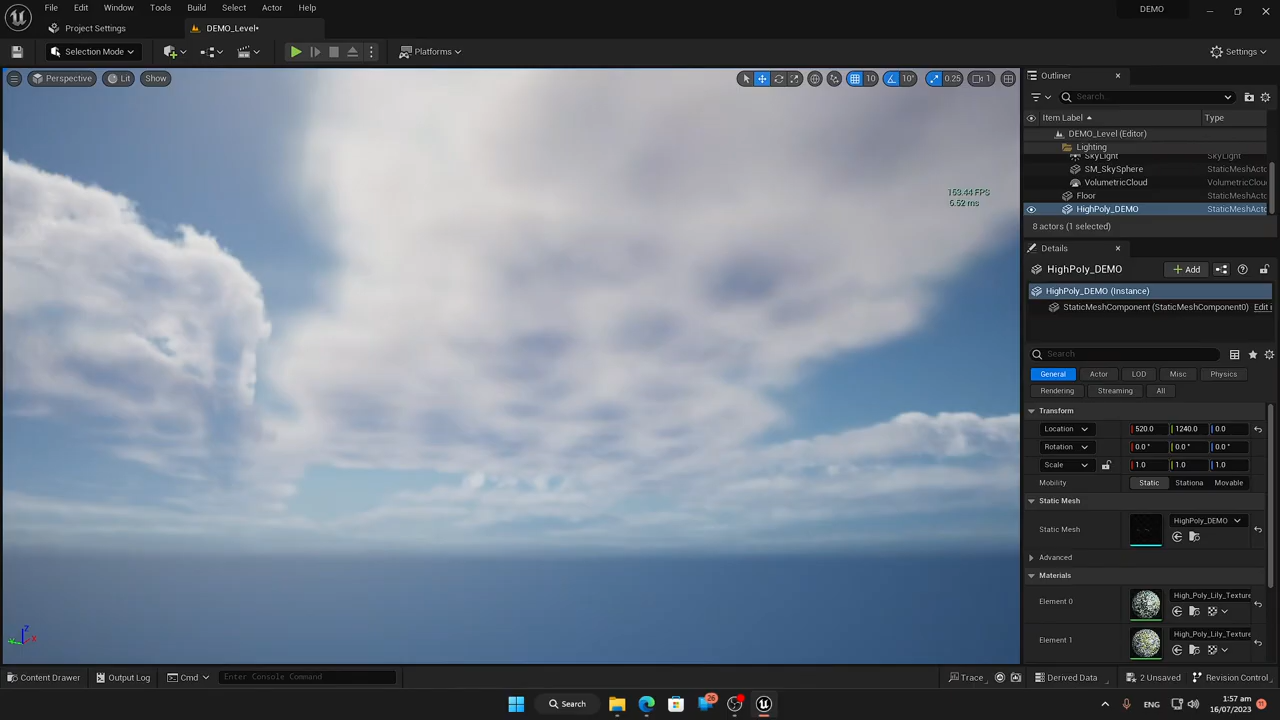 File Edit Window Tools Build Select Actor Help
DEMO
Project Settings
DEMO_Level•
Selection Mode
Platforms
Settings
Perspective
Lit
Show
10
10°
0.25
1
Outliner
Search...
Item Label
Type
DEMO_Level (Editor)
Lighting
SkyLight SkyLight
SM_SkySphere StaticMeshActo
VolumetricCloud VolumetricClou
Floor StaticMeshActo
HighPoly_DEMO StaticMeshActo
8 actors (1 selected)
153.44 FPS
6.52 ms
Details
HighPoly_DEMO
Add
HighPoly_DEMO (Instance)
StaticMeshComponent (StaticMeshComponent0) Edit i
Search
General Actor LOD Misc Physics
Rendering Streaming All
Transform
Location 520.0 1240.0 0.0
Rotation 0.0 ° 0.0 ° 0.0 °
Scale 1.0 1.0 1.0
Mobility Static Stationa Movable
Static Mesh
Static Mesh HighPoly_DEMO
Advanced
Materials
Element 0 High_Poly_Lily_Texture
Element 1 High_Poly_Lily_Texture
Z
X
Y
Content Drawer
Output Log
Cmd
Enter Console Command
Trace
Derived Data
2 Unsaved
Revision Control
Search
26
ENG
1:57 am
16/07/2023
11